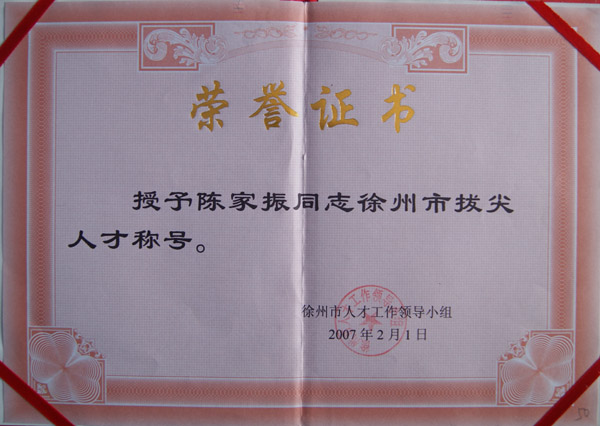 荣誉证书
授予陈家振同志徐州市拔尖
人才称号。
徐州市人才工作领导小组
2007年2月1日